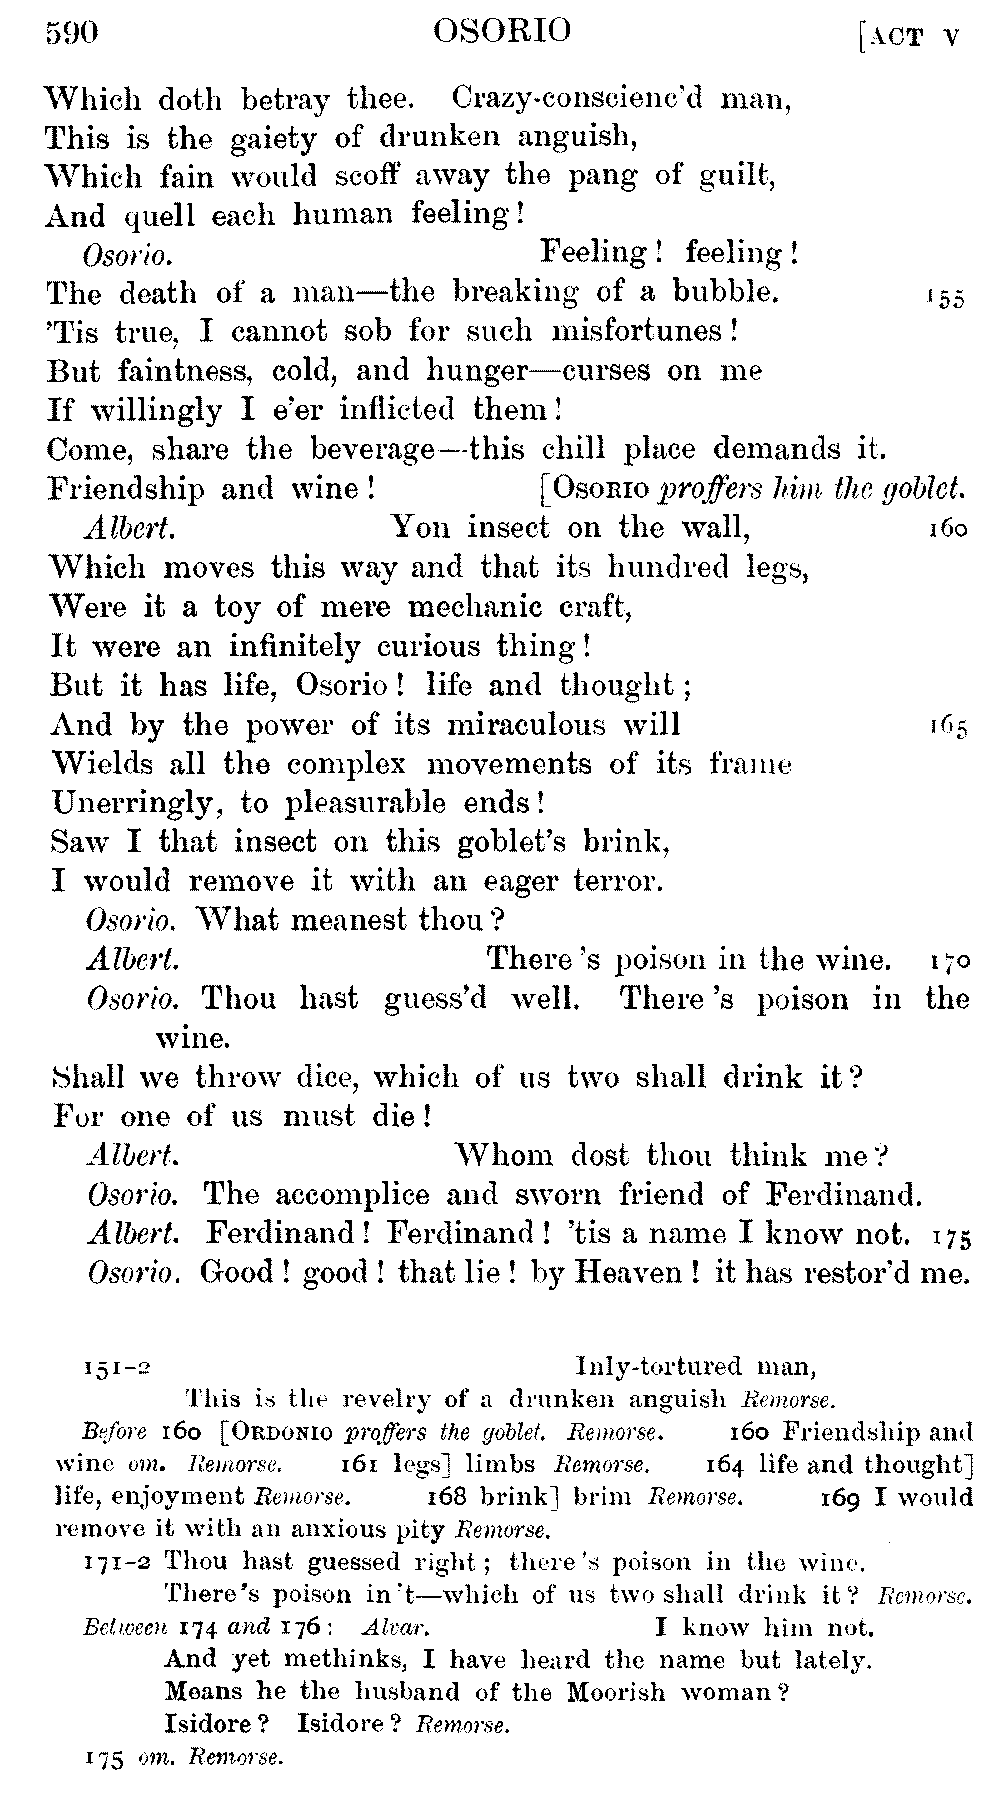 590 OSORIO [ACT V
Which doth betray thee. Crazy-conscienc'd man,
This is the gaiety of drunken anguish,
Which fain would scoff away the pang of guilt,
And quell each human feeling!
Osorio. Feeling! feeling!
The death of a man—the breaking of a bubble. 155
'Tis true, I cannot sob for such misfortunes!
But faintness, cold, and hunger—curses on me
If willingly I e'er inflicted them!
Come, share the beverage—this chill place demands it.
Friendship and wine! [OSORIO proffers him the goblet.
Albert. Yon insect on the wall, 160
Which moves this way and that its hundred legs,
Were it a toy of mere mechanic craft,
It were an infinitely curious thing!
But it has life, Osorio! life and thought;
And by the power of its miraculous will 165
Wields all the complex movements of its frame
Unerringly, to pleasurable ends!
Saw I that insect on this goblet's brink,
I would remove it with an eager terror.
Osorio. What meanest thou?
Albert. There's poison in the wine. 170
Osorio. Thou hast guess'd well. There's poison in the
wine.
Shall we throw dice, which of us two shall drink it?
For one of us must die!
Albert. Whom dost thou think me?
Osorio. The accomplice and sworn friend of Ferdinand.
Albert. Ferdinand! Ferdinand! 'tis a name I know not. 175
Osorio. Good! good! that lie! by Heaven! it has restor'd me.
151-2 Inly-tortured man,
This is the revelry of a drunken anguish Remorse.
Before 160 [ORDONIO proffers the goblet. Remorse. 160 Friendship and
wine om. Remorse. 161 legs] limbs Remorse. 164 life and thought]
life, enjoyment Remorse. 168 brink] brim Remorse. 169 I would
remove it with an anxious pity Remorse.
171-2 Thou hast guessed right; there's poison in the wine.
There's poison in't—which of us two shall drink it? Remorse.
Between 174 and 176: Alvar. I know him not.
And yet methinks, I have heard the name but lately.
Means he the husband of the Moorish woman?
Isidore? Isidore? Remorse.
175 om. Remorse.